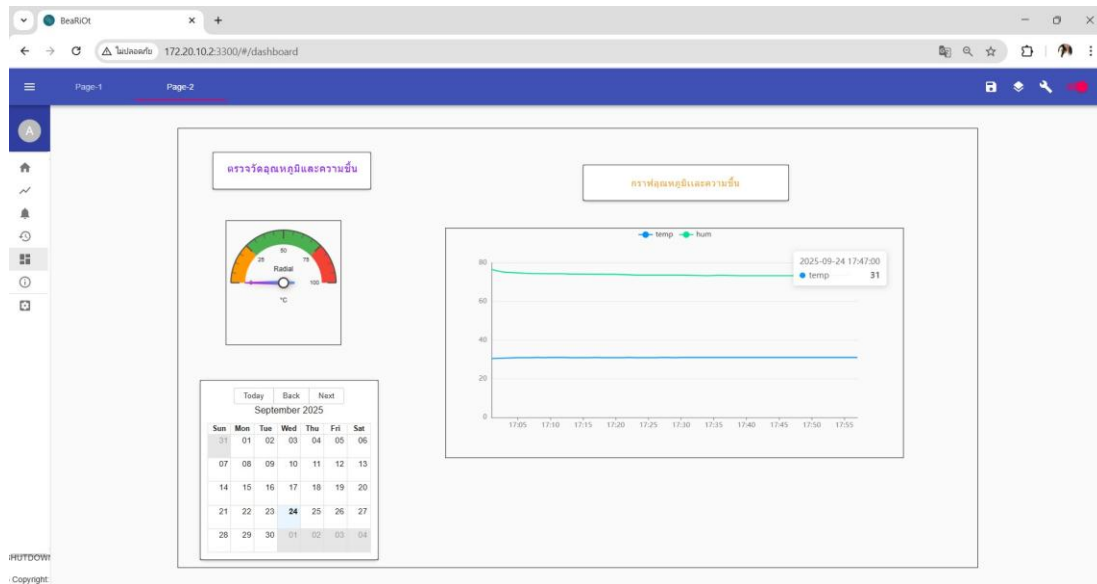 BeaRiOt
ไม่ปลอดภัย 172.20.10.2:3300/#/dashboard
Page-1 Page-2
A
ตรวจวัดอุณหภูมิและความชื้น
กราฟอุณหภูมิและความชื้น
25 50 75 100
Radial
°C
temp hum
80
60
40
20
0
17:05 17:10 17:15 17:20 17:25 17:30 17:35 17:40 17:45 17:50 17:55
2025-09-24 17:47:00
temp 31
Today Back Next
September 2025
Sun Mon Tue Wed Thu Fri Sat
31 01 02 03 04 05 06
07 08 09 10 11 12 13
14 15 16 17 18 19 20
21 22 23 24 25 26 27
28 29 30 01 02 03 04
SHUTDOWN
Copyright: